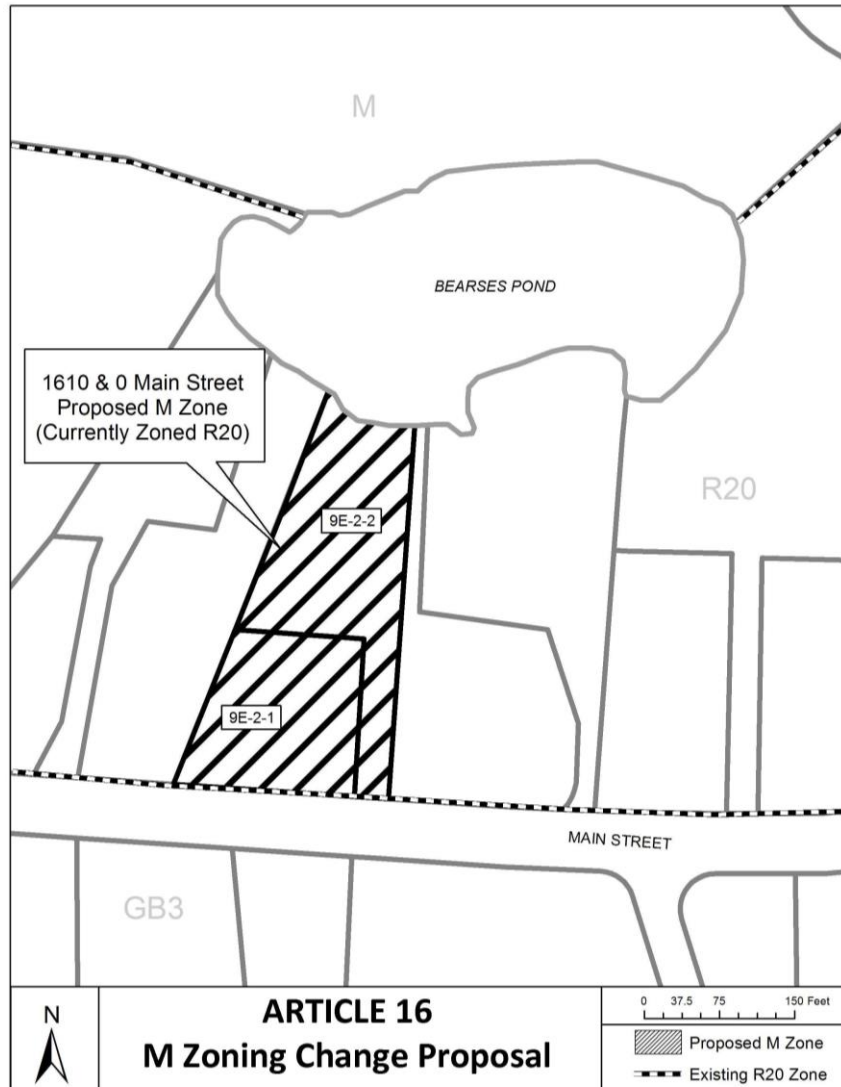 M
BEARSES POND
1610 & 0 Main Street
Proposed M Zone
(Currently Zoned R20)
R20
9E-2-2
9E-2-1
MAIN STREET
GB3
N
ARTICLE 16
M Zoning Change Proposal
0 37.5 75 150 Feet
Proposed M Zone
Existing R20 Zone